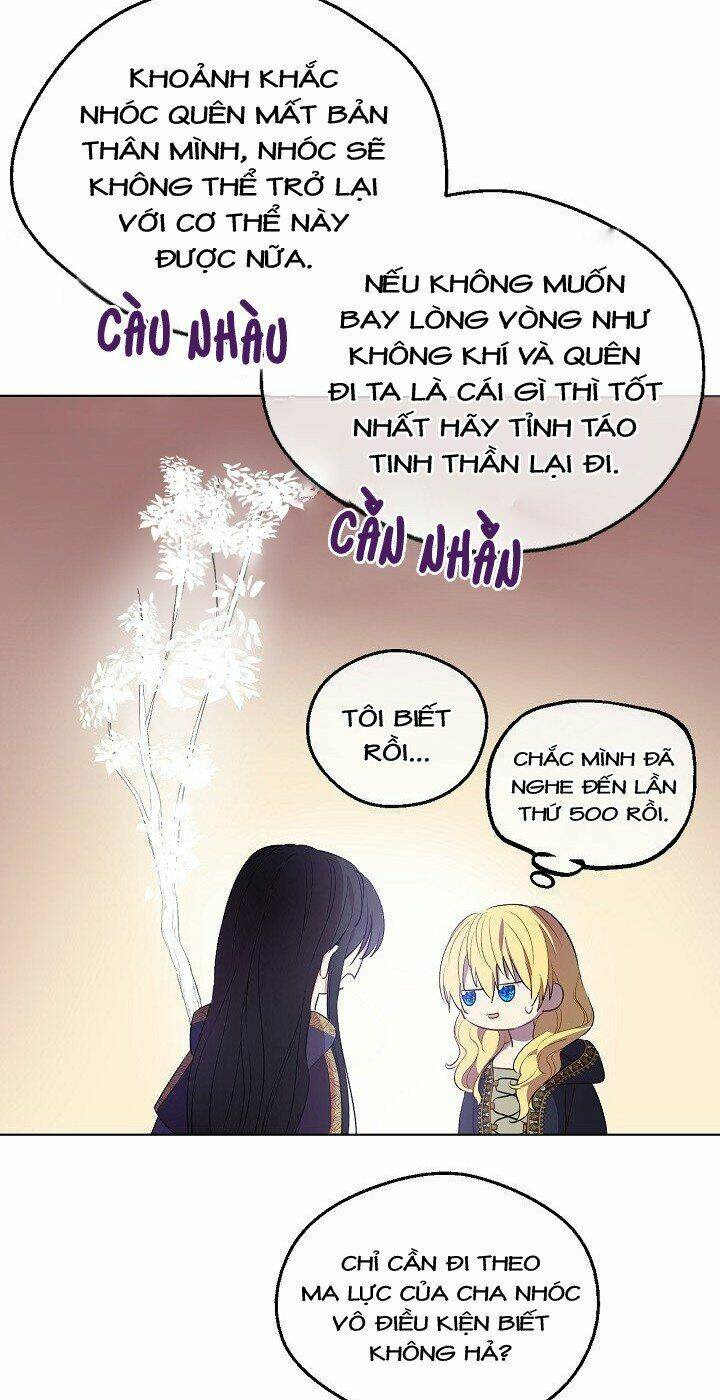 KHOẢNH KHẮC
NHÓC QUÊN MẤT BẢN
THÂN MÌNH, NHÓC SẼ
KHÔNG THỂ TRỞ LẠI
VỚI CƠ THỂ NÀY
ĐƯỢC NỮA.
CÀU NHÀU
NẾU KHÔNG MUỐN
BAY LÒNG VÒNG NHƯ
KHÔNG KHÍ VÀ QUÊN
ĐI TA LÀ CÁI GÌ THÌ TỐT
NHẤT HÃY TỈNH TÁO
TINH THẦN LẠI ĐI.
CẰN NHẰN
TÔI BIẾT
RỒI...
CHẮC MÌNH ĐÃ
NGHE ĐẾN LẦN
THỨ 500 RỒI.
CHỈ CẦN ĐI THEO
MA LỰC CỦA CHA NHÓC
VÔ ĐIỀU KIỆN BIẾT
KHÔNG HẢ?